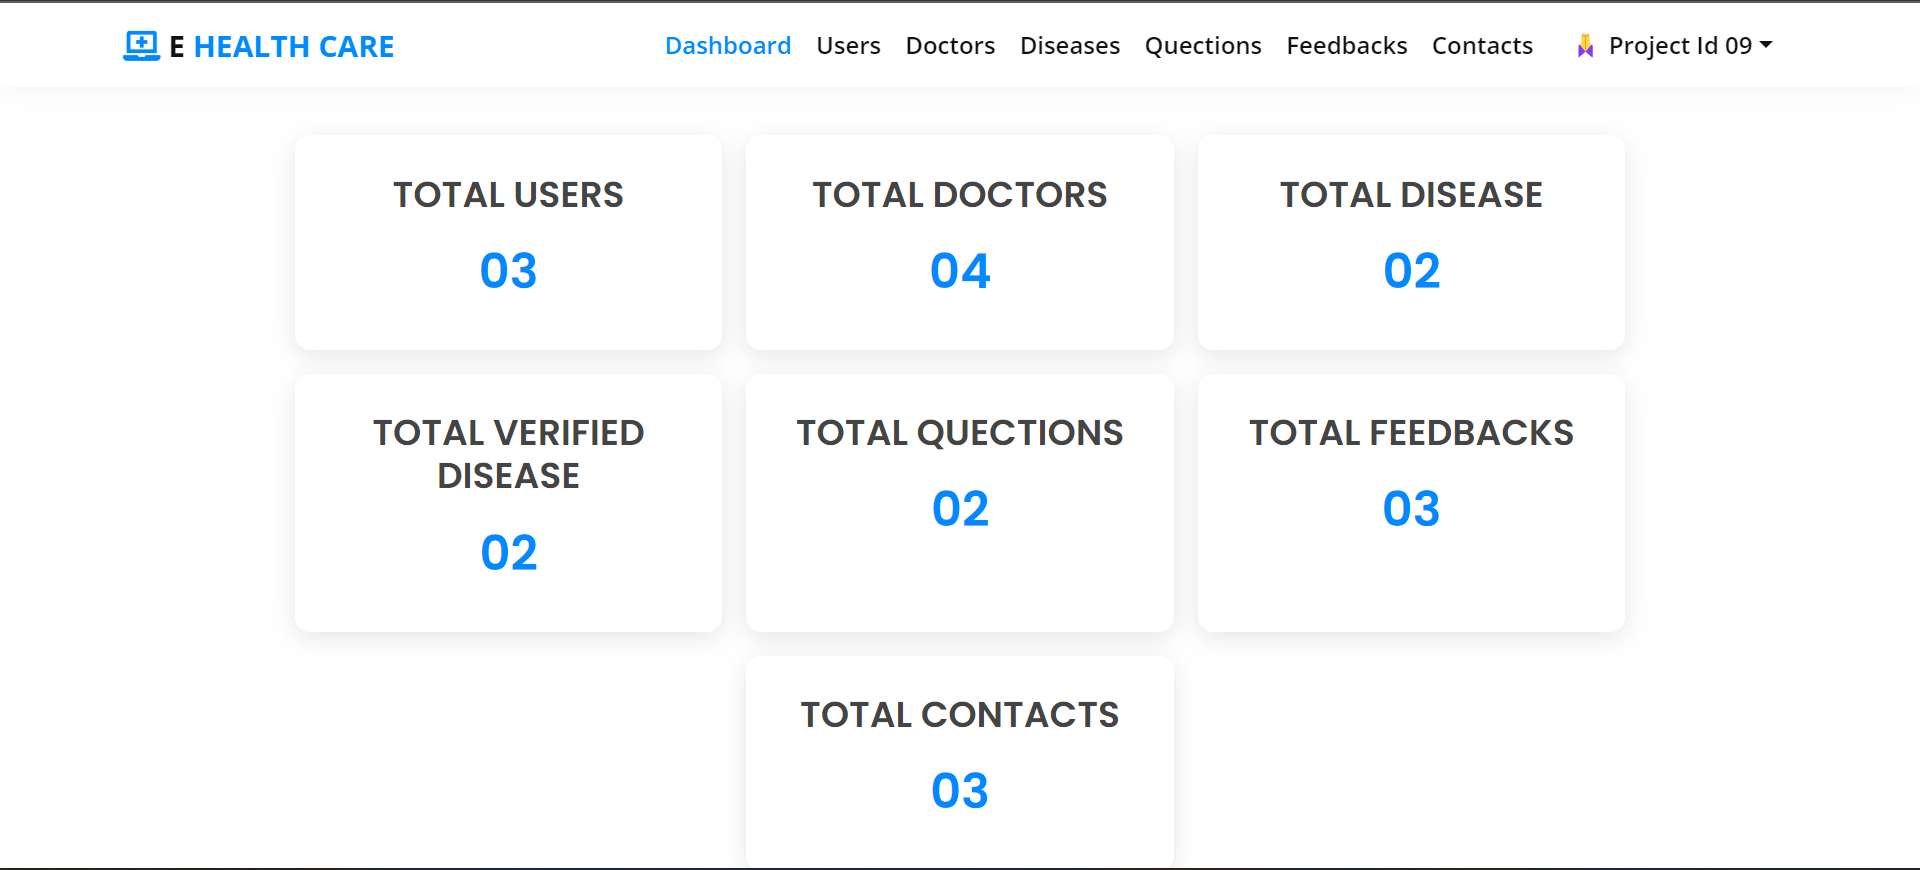 E HEALTH CARE
Dashboard Users Doctors Diseases Questions Feedbacks Contacts Project Id 09
TOTAL USERS
03
TOTAL DOCTORS
04
TOTAL DISEASE
02
TOTAL VERIFIED
DISEASE
02
TOTAL QUECTIONS
02
TOTAL FEEDBACKS
03
TOTAL CONTACTS
03